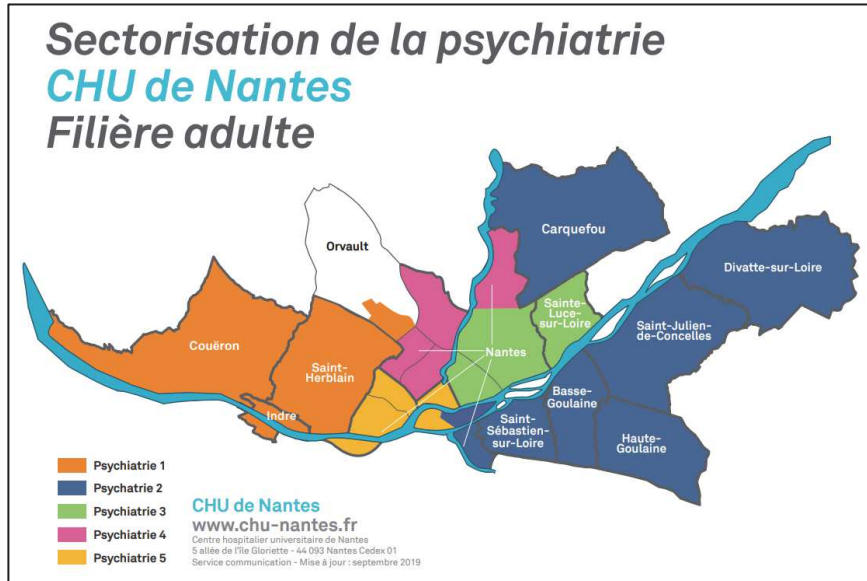 Sectorisation de la psychiatrie
CHU de Nantes
Filière adulte
Carquefou
Orvault
Divatte-sur-Loire
Sainte-
Luce-
sur-Loire
Saint-Julien-
de-Concelles
Couëron
Saint-
Herblain
Nantes
Basse-
Goulaine
Indre
Saint-
Sébastien-
sur-Loire
Haute-
Goulaine
Psychiatrie 1
Psychatrie 2
Psychiatrie 3
Psychiatrie 4
Psychiatrie 5
CHU de Nantes
www.chu-nantes.fr
Centre hospitalier universitaire de Nantes
5 allée de l'île Gloriette - 44 093 Nantes Cedex 01
Service communication - Mise à jour : septembre 2019